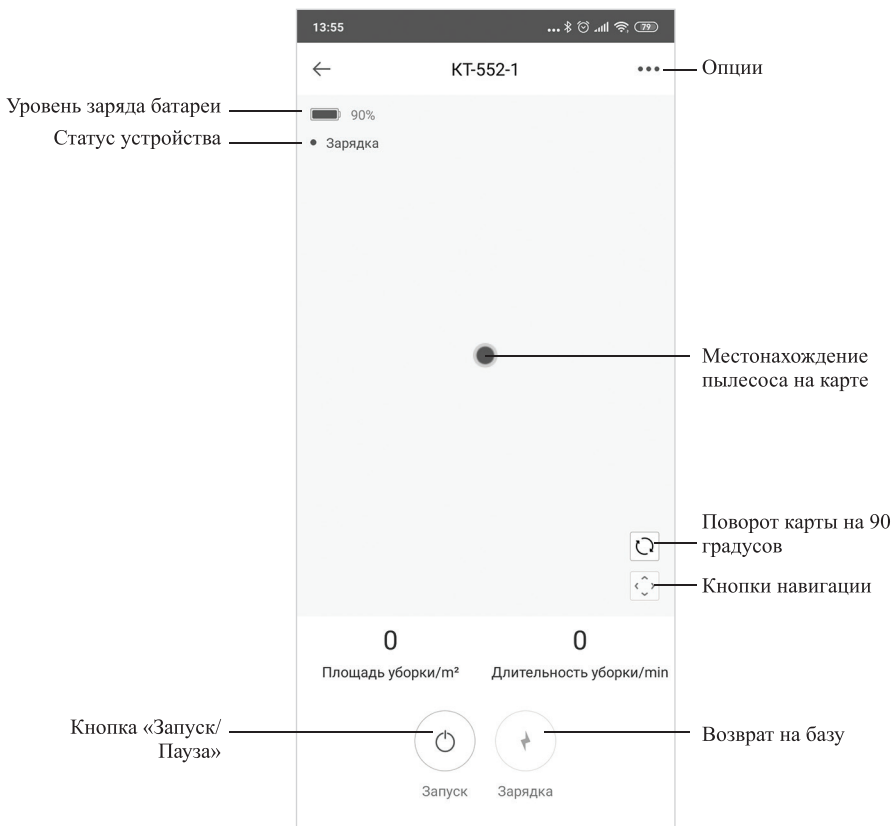 13:55
79
КТ-552-1
Опции
Уровень заряда батареи
90%
Статус устройства
Зарядка
Местонахождение
пылесоса на карте
Поворот карты на 90
градусов
Кнопки навигации
0
0
Площадь уборки/m²
Длительность уборки/min
Кнопка «Запуск/
Пауза»
Возврат на базу
Запуск
Зарядка